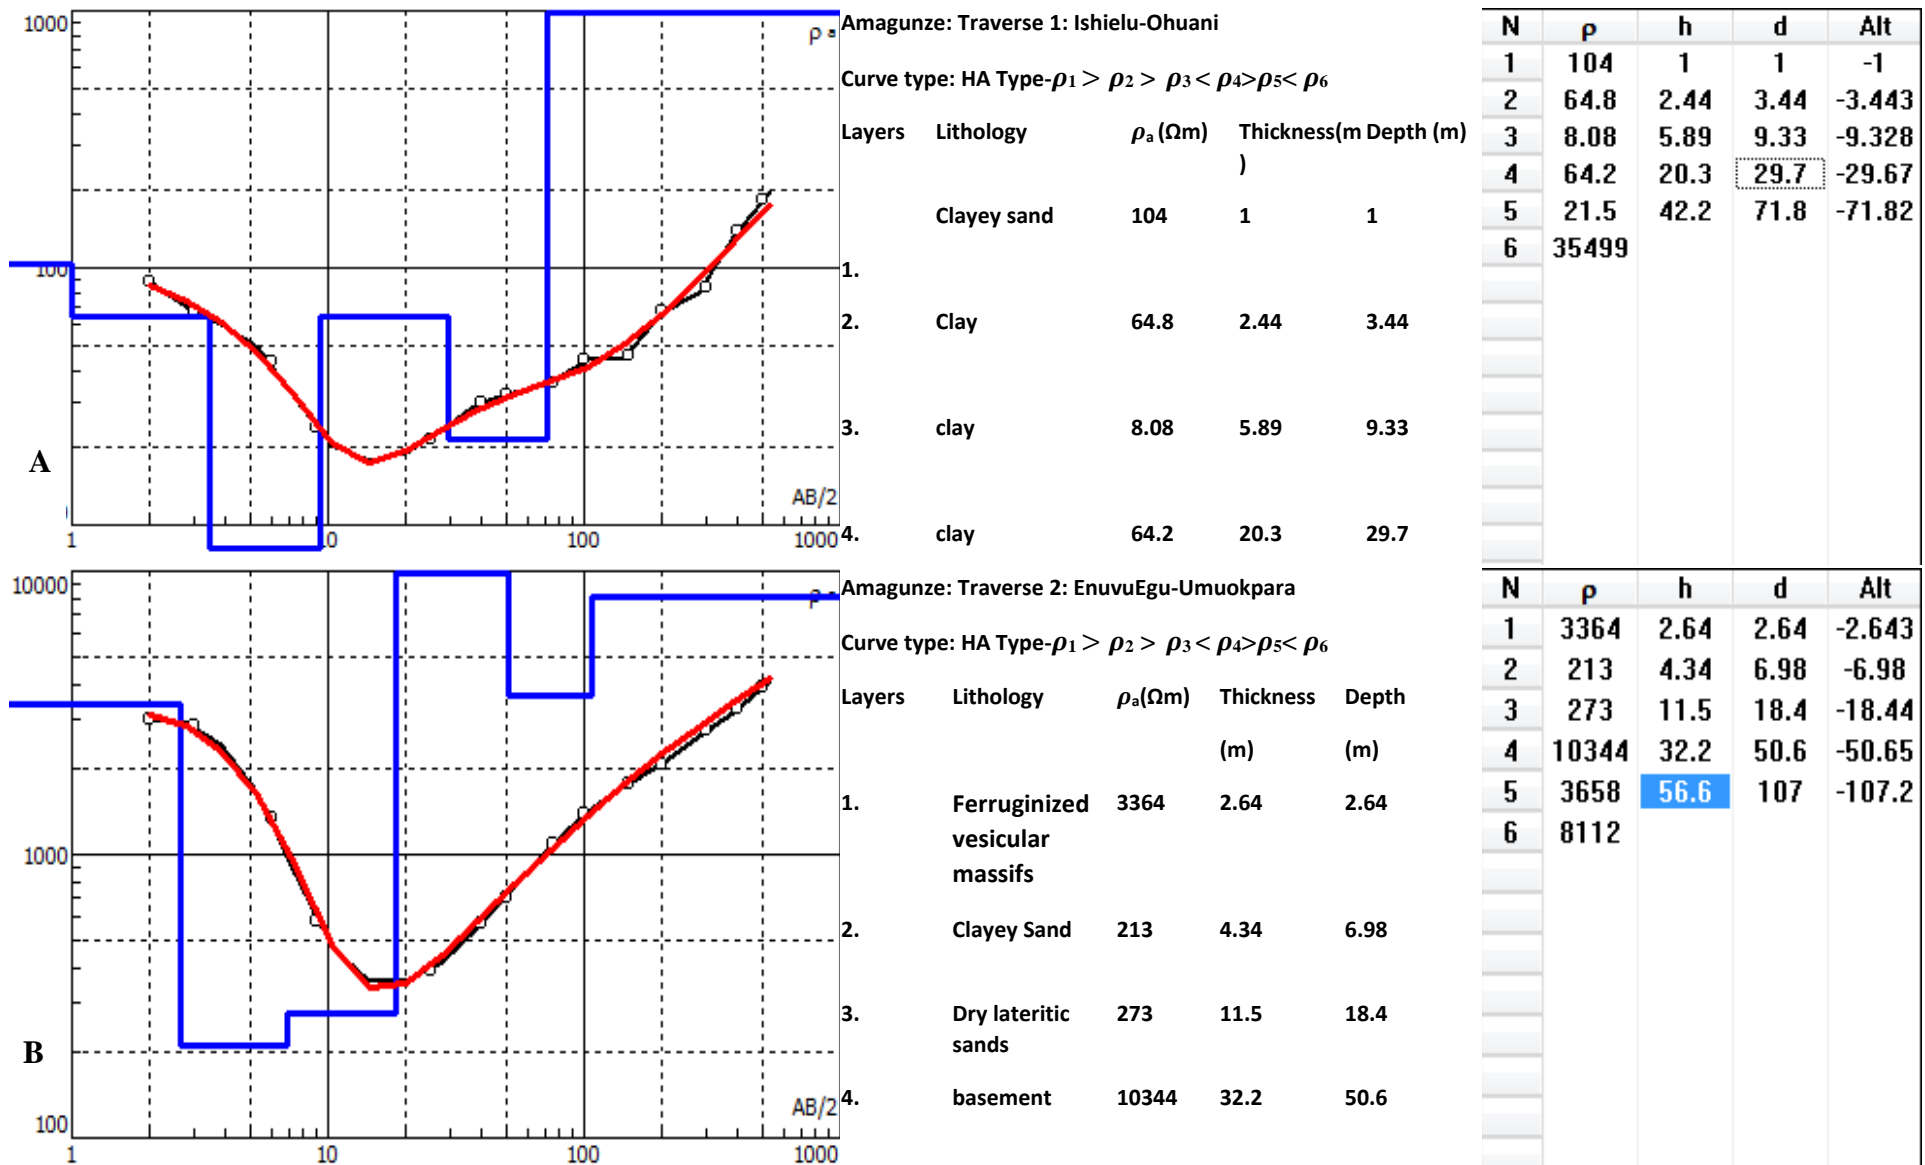 1000
ρ a
100
A
AB/2
1
10
100
1000
Amagunze: Traverse 1: Ishielu-Ohuani
Curve type: HA Type-ρ1 > ρ2 > ρ3 < ρ4>ρ5< ρ6
Layers Lithology ρa (Ωm) Thickness(m Depth (m)
)
Clayey sand 104 1 1
1.
2. Clay 64.8 2.44 3.44
3. clay 8.08 5.89 9.33
4. clay 64.2 20.3 29.7
N ρ h d Alt
1 104 1 1 -1
2 64.8 2.44 3.44 -3.443
3 8.08 5.89 9.33 -9.328
4 64.2 20.3 29.7 -29.67
5 21.5 42.2 71.8 -71.82
6 35499
10000
1000
B
100
AB/2
1 10 100 1000
Amagunze: Traverse 2: EnuvuEgu-Umuokpara
Curve type: HA Type-ρ1 > ρ2 > ρ3 < ρ4>ρ5< ρ6
Layers Lithology ρa(Ωm) Thickness Depth
(m) (m)
1. Ferruginized 3364 2.64 2.64
vesicular
massifs
2. Clayey Sand 213 4.34 6.98
3. Dry lateritic 273 11.5 18.4
sands
4. basement 10344 32.2 50.6
N ρ h d Alt
1 3364 2.64 2.64 -2.643
2 213 4.34 6.98 -6.98
3 273 11.5 18.4 -18.44
4 10344 32.2 50.6 -50.65
5 3658 56.6 107 -107.2
6 8112